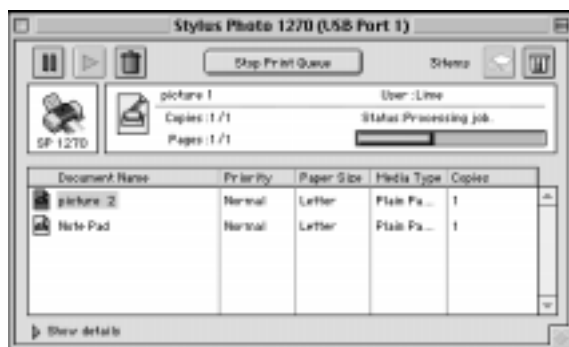 Stylus Photo 1270 (USB Port 1)
Stop Print Queue
3 items
SP 1270
picture 1
User :Lime
Copies :1 /1
Status :Processing job.
Pages :1 /1
Document Name Priority Paper Size Media Type Copies
picture 2 Normal Letter Plain Pa... 1
Note Pad Normal Letter Plain Pa... 1
Show details